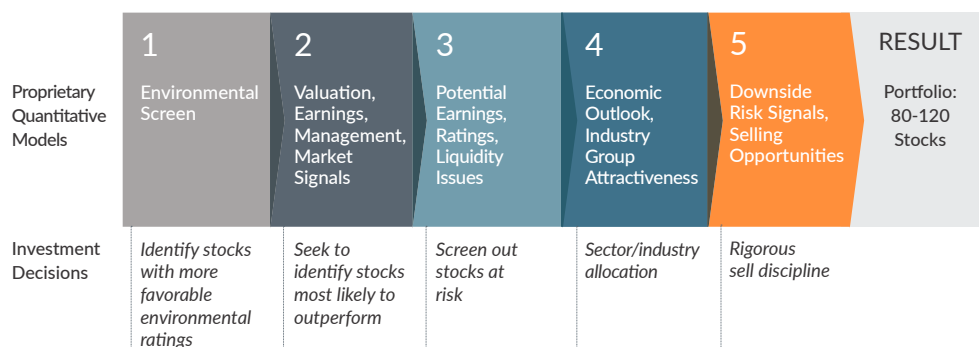 Proprietary
Quantitative
Models
1
Environmental
Screen
2
Valuation,
Earnings,
Management,
Market
Signals
3
Potential
Earnings,
Ratings,
Liquidity
Issues
4
Economic
Outlook,
Industry
Group
Attractiveness
5
Downside
Risk Signals,
Selling
Opportunities
RESULT
Portfolio:
80-120
Stocks
Investment
Decisions
Identify stocks
with more
favorable
environmental
ratings
Seek to
identify stocks
most likely to
outperform
Screen out
stocks at
risk
Sector/industry
allocation
Rigorous
sell discipline